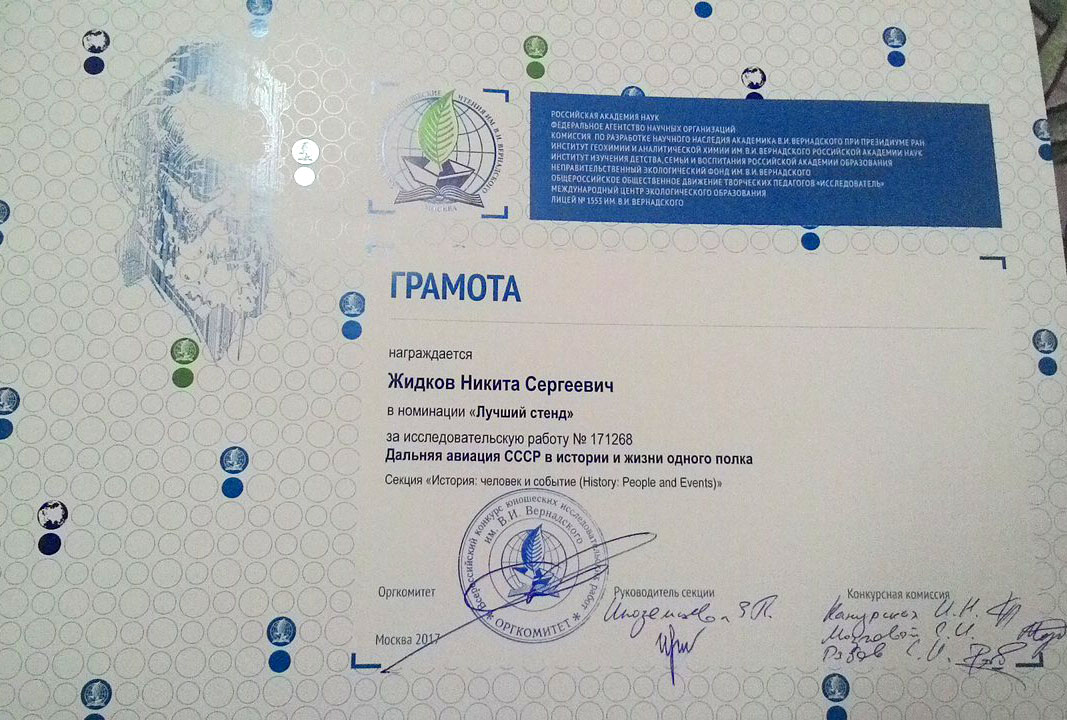 ЧТЕНИЯ ИМ. В.И. ВЕРНАДСКОГО
МОСКВА
РОССИЙСКАЯ АКАДЕМИЯ НАУК
ФЕДЕРАЛЬНОЕ АГЕНТСТВО НАУЧНЫХ ОРГАНИЗАЦИЙ
КОМИССИЯ ПО РАЗРАБОТКЕ НАУЧНОГО НАСЛЕДИЯ АКАДЕМИКА В.И. ВЕРНАДСКОГО ПРИ ПРЕЗИДИУМЕ РАН
ИНСТИТУТ ГЕОХИМИИ И АНАЛИТИЧЕСКОЙ ХИМИИ ИМ. В.И. ВЕРНАДСКОГО РОССИЙСКОЙ АКАДЕМИИ НАУК
ИНСТИТУТ ИЗУЧЕНИЯ ДЕТСТВА, СЕМЬИ И ВОСПИТАНИЯ РОССИЙСКОЙ АКАДЕМИИ ОБРАЗОВАНИЯ
НЕПРАВИТЕЛЬСТВЕННЫЙ ЭКОЛОГИЧЕСКИЙ ФОНД ИМ. В.И. ВЕРНАДСКОГО
ОБЩЕРОССИЙСКОЕ ОБЩЕСТВЕННОЕ ДВИЖЕНИЕ ТВОРЧЕСКИХ ПЕДАГОГОВ «ИССЛЕДОВАТЕЛЬ»
МЕЖДУНАРОДНЫЙ ЦЕНТР ЭКОЛОГИЧЕСКОГО ОБРАЗОВАНИЯ
ЛИЦЕЙ № 1553 ИМ. В.И. ВЕРНАДСКОГО
ГРАМОТА
награждается
Жидков Никита Сергеевич
в номинации «Лучший стенд»
за исследовательскую работу № 171268
Дальняя авиация СССР в истории и жизни одного полка
Секция «История: человек и событие (History: People and Events)»
Всероссийский конкурс юношеских исследовательских работ
им. В.И. Вернадского
* ОРГКОМИТЕТ *
Оргкомитет
Руководитель секции
Конкурсная комиссия
И.Н.
С.И.
С.И.
Москва 2017